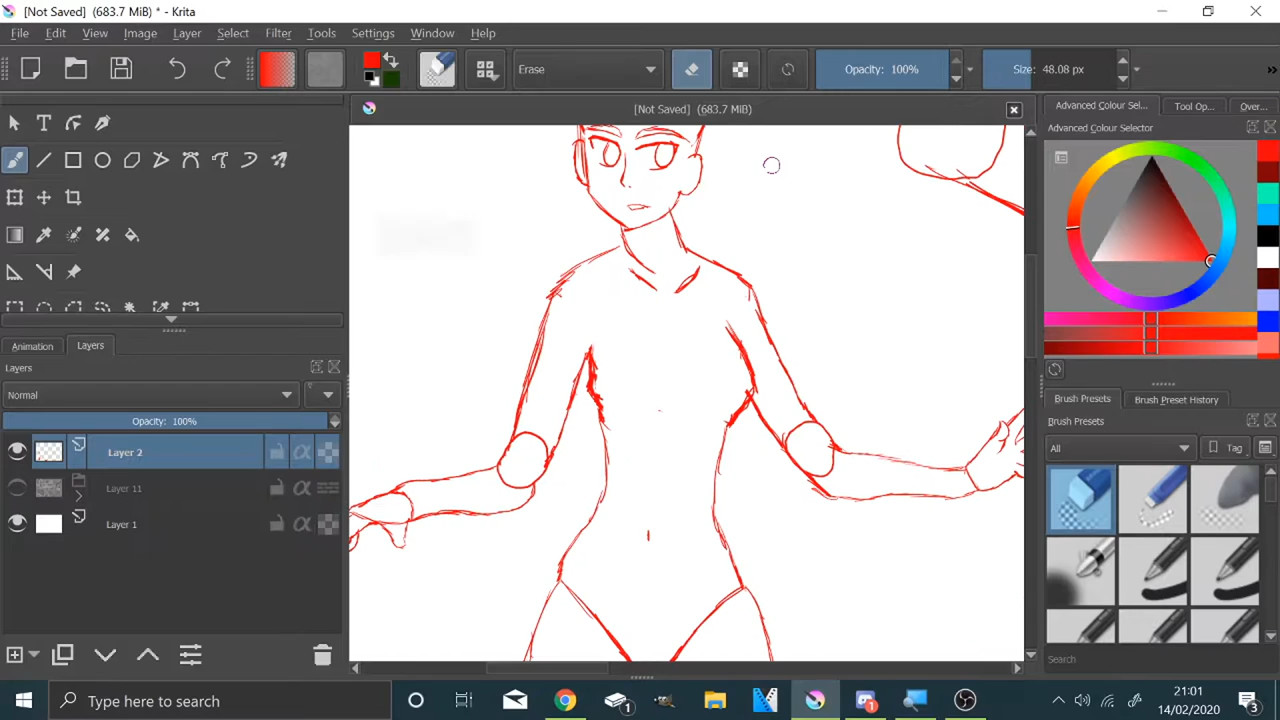 [Not Saved] (683.7 MiB) * - Krita
File Edit View Image Layer Select Filter Tools Settings Window Help
Erase
Opacity: 100%
Size: 48.08 px
»
[Not Saved] (683.7 MiB)
Advanced Colour Sel...
Tool Op...
Over...
Advanced Colour Selector
Animation
Layers
Layers
Normal
Opacity: 100%
Layer 2
Layer 11
Layer 1
Brush Presets
Brush Preset History
Brush Presets
All
Tag
Search
Type here to search
1
1
21:01
14/02/2020
3